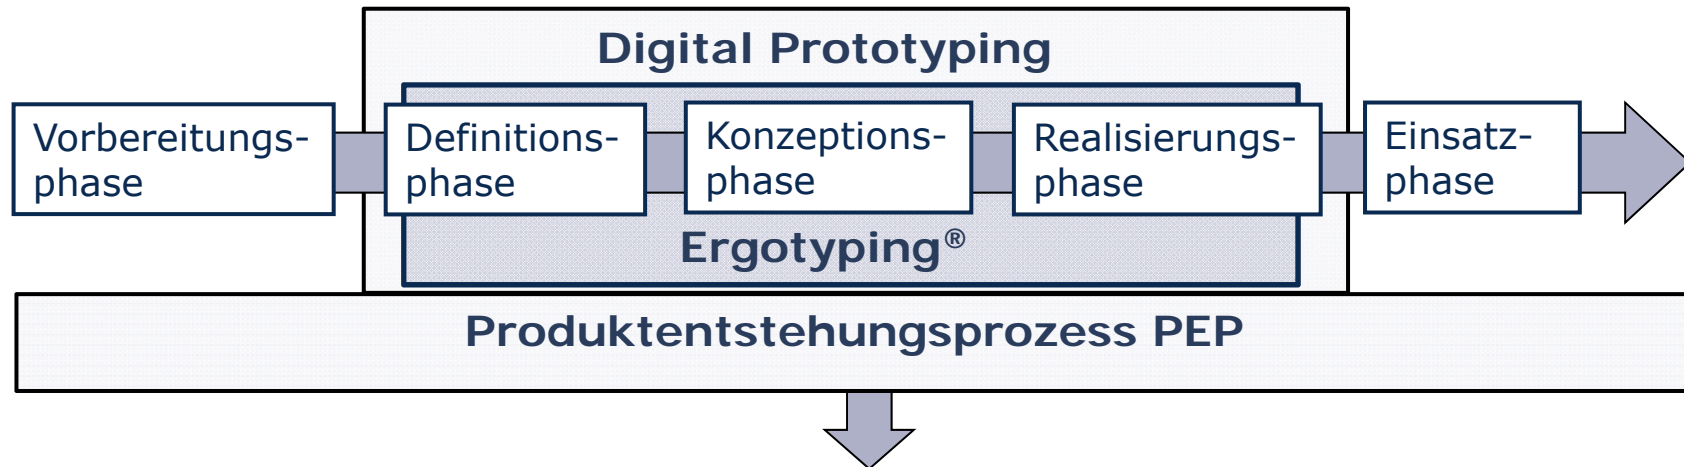 Digital Prototyping
Vorbereitungs-
phase
Definitions-
phase
Konzeptions-
phase
Realisierungs-
phase
Einsatz-
phase
Ergotyping®
Produktentstehungsprozess PEP